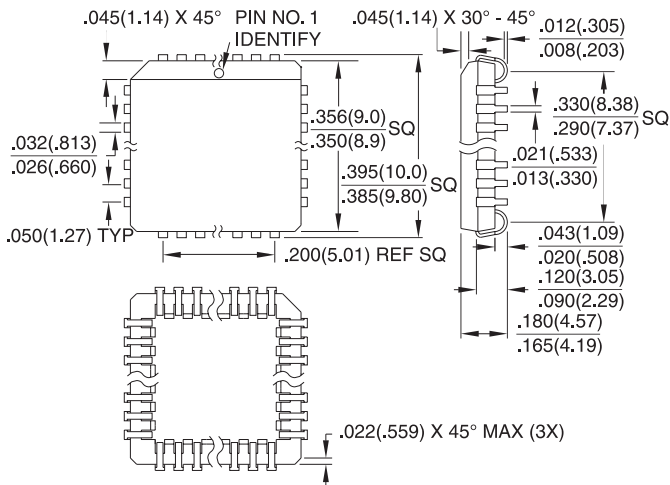 .045(1.14) X 45°
PIN NO. 1
IDENTIFY
.045(1.14) X 30° - 45°
.012(.305)
.008(.203)
.356(9.0)
.350(8.9)
SQ
.330(8.38)
.290(7.37)
SQ
.032(.813)
.026(.660)
.395(10.0)
.385(9.80)
SQ
.021(.533)
.013(.330)
.050(1.27) TYP
.200(5.01) REF SQ
.043(1.09)
.020(.508)
.120(3.05)
.090(2.29)
.180(4.57)
.165(4.19)
.022(.559) X 45° MAX (3X)